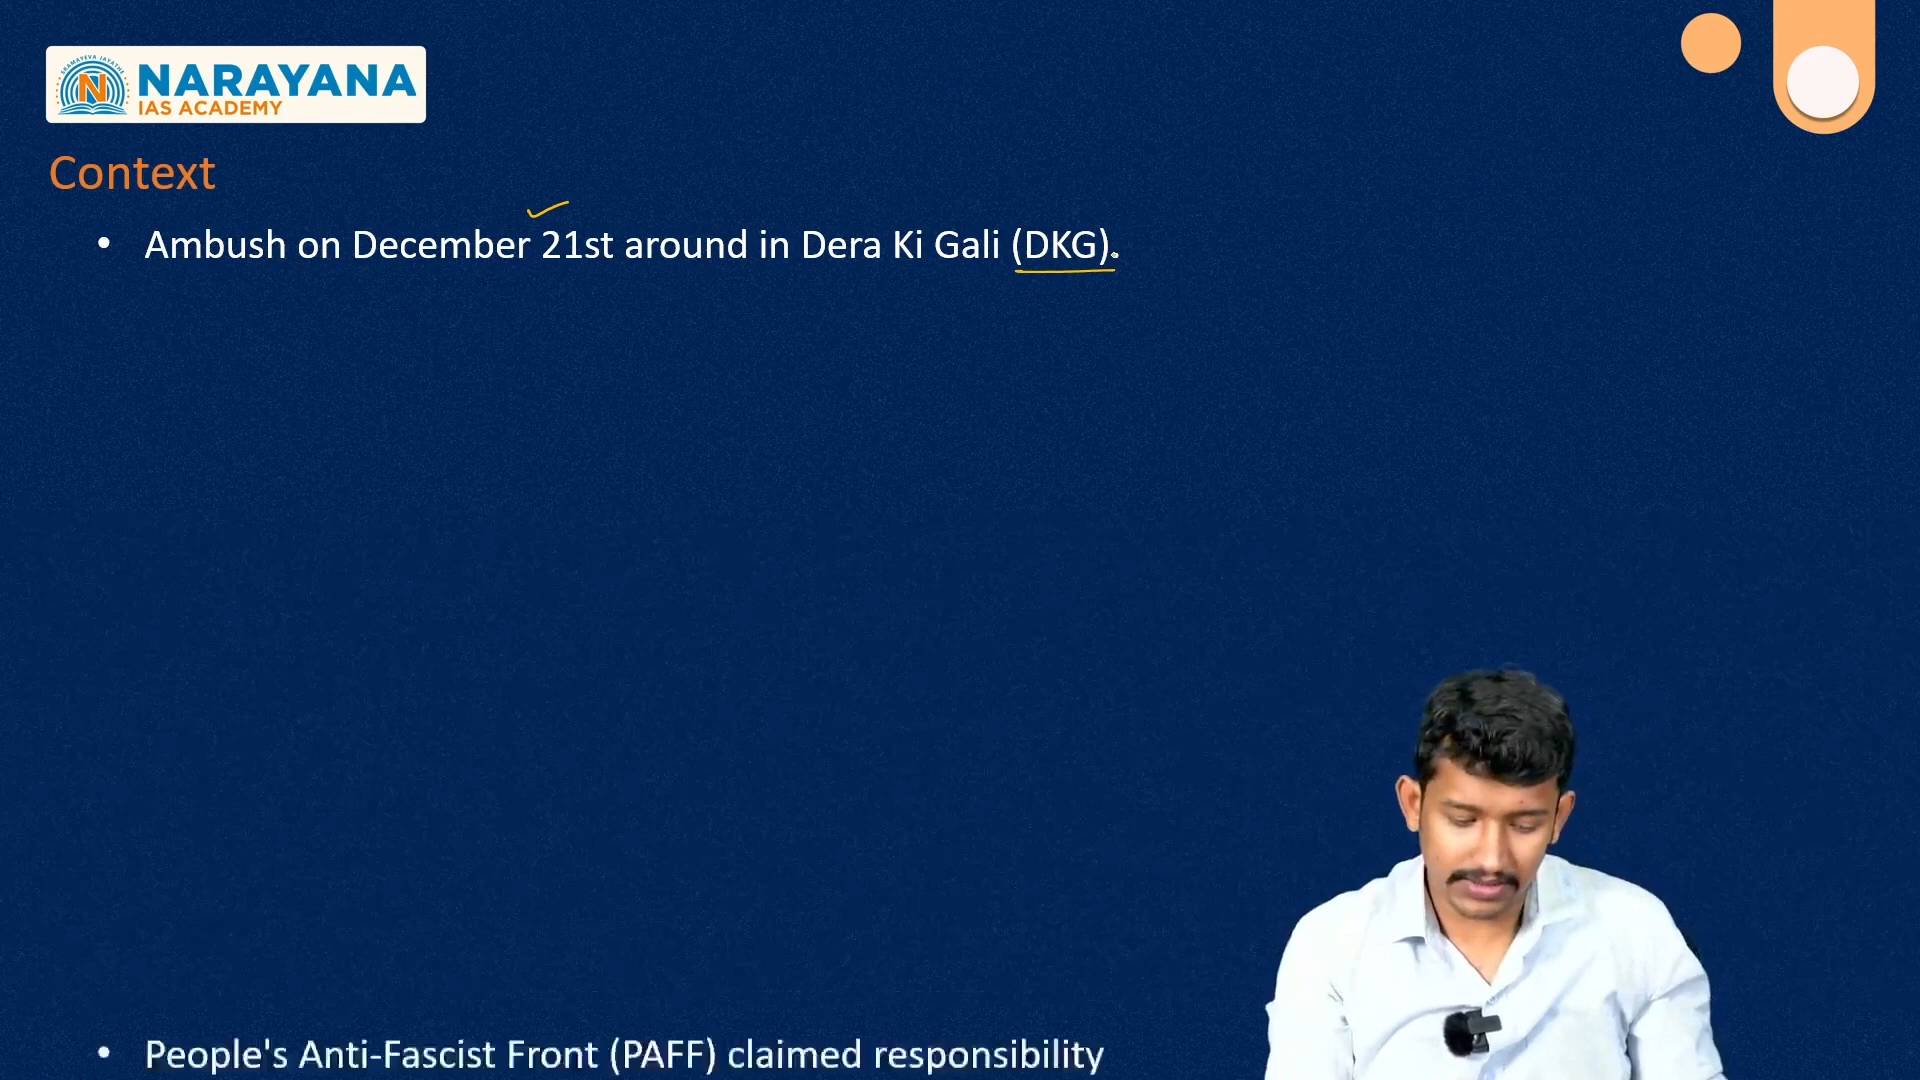 NARAYANA
IAS ACADEMY
Context
• Ambush on December 21st around in Dera Ki Gali (DKG).
• People's Anti-Fascist Front (PAFF) claimed responsibility